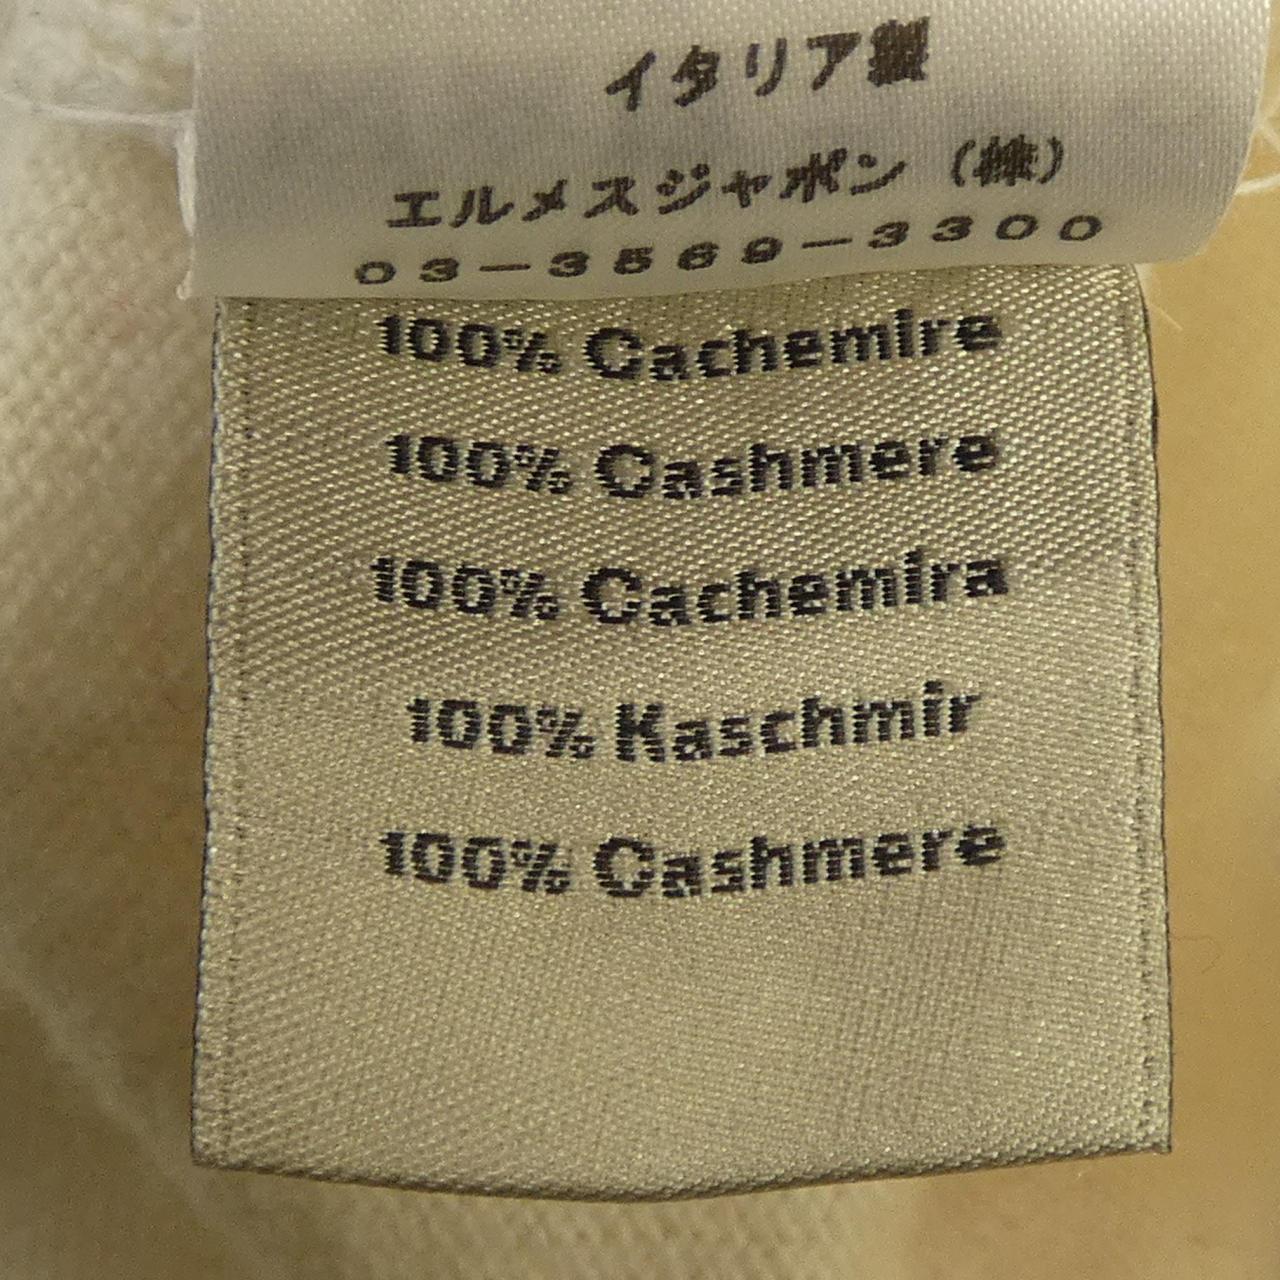 イタリア製
エルメスジャポン（株）
03-3569-3300
100% Cachemire
100% Cashmere
100% Cachemira
100% Kaschmir
100% Cashmere